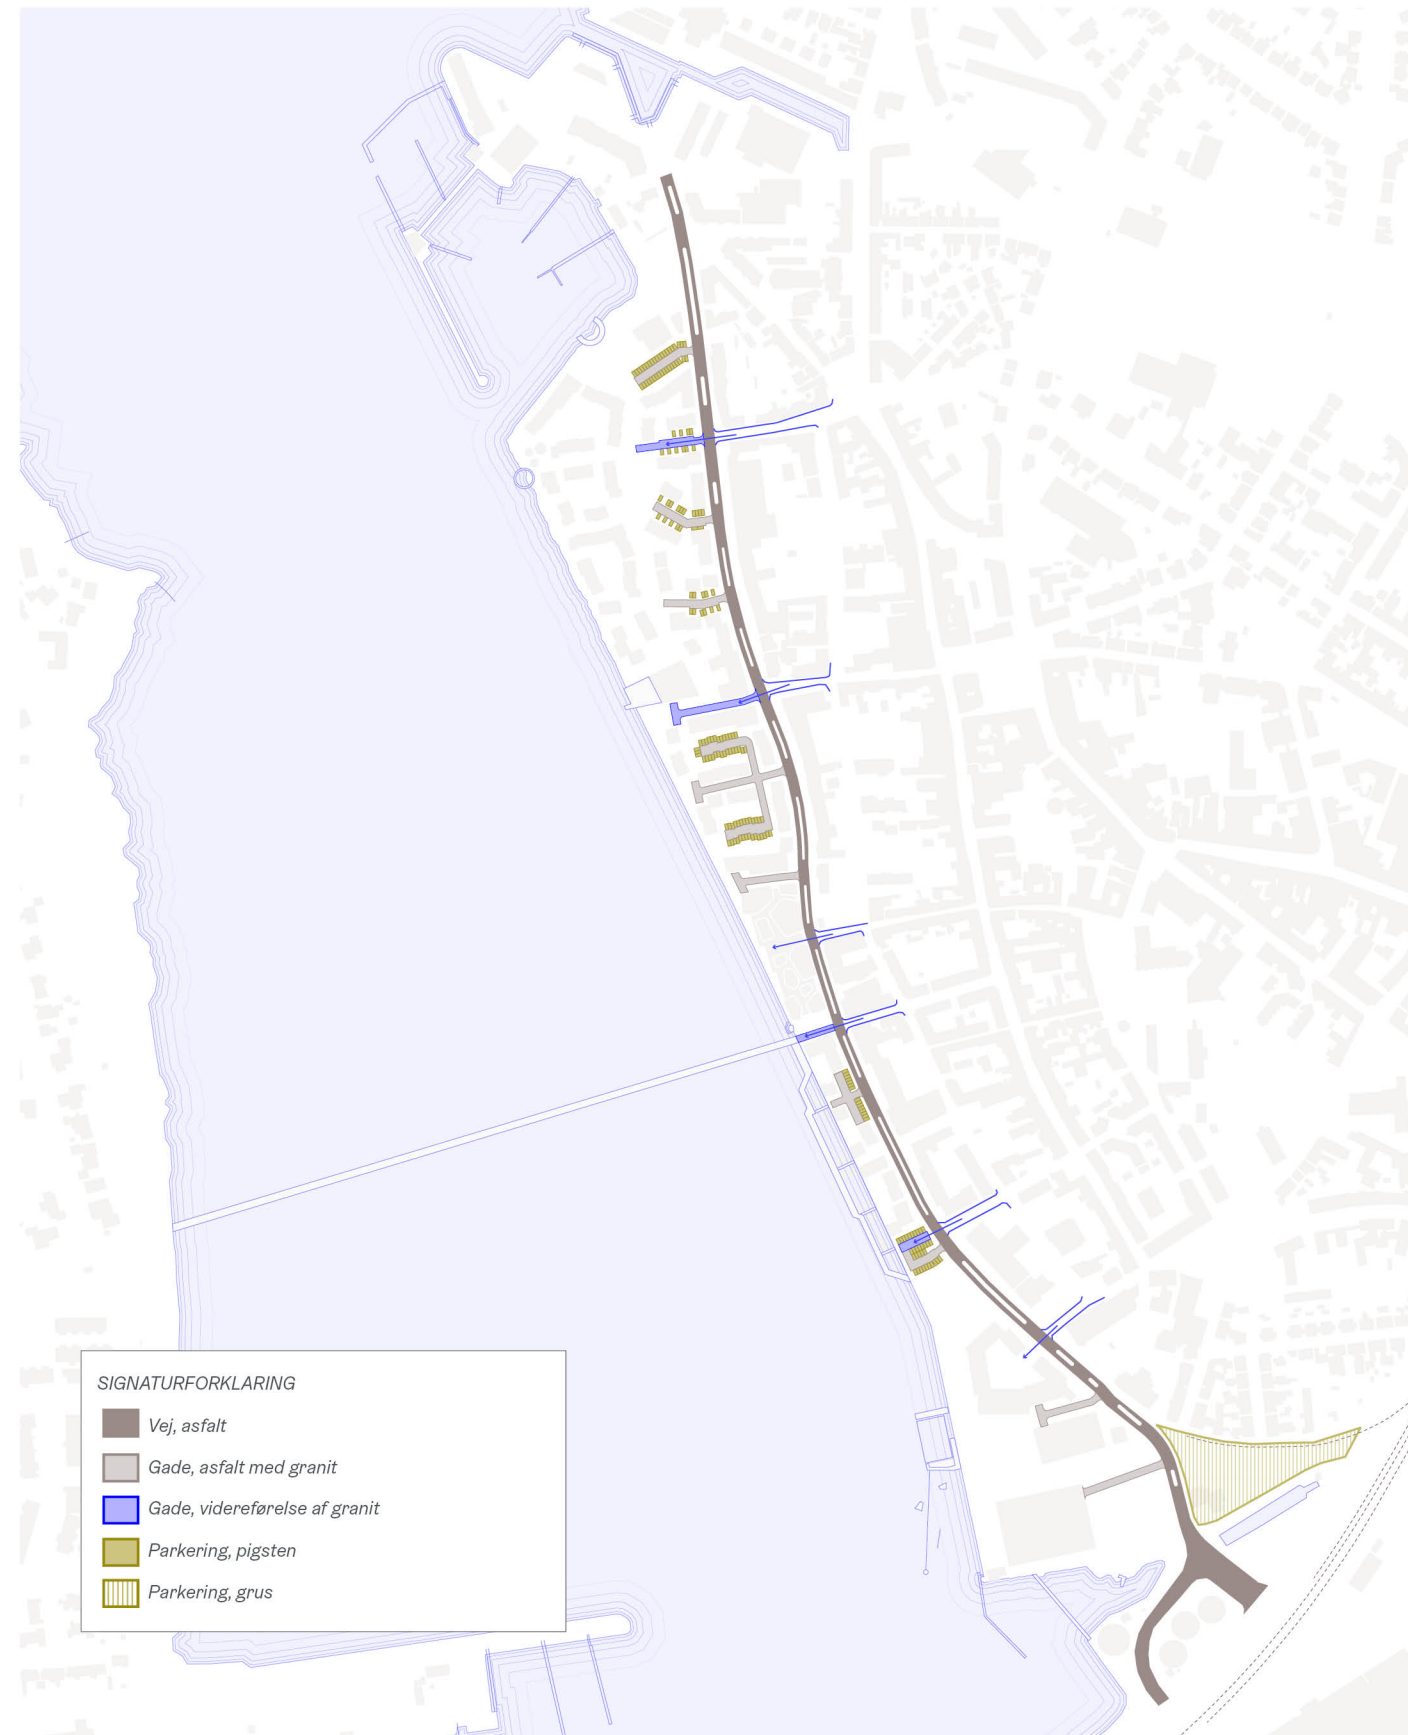 SIGNATURFORKLARING
Vej, asfalt
Gade, asfalt med granit
Gade, videreførelse af granit
Parkering, pigsten
Parkering, grus